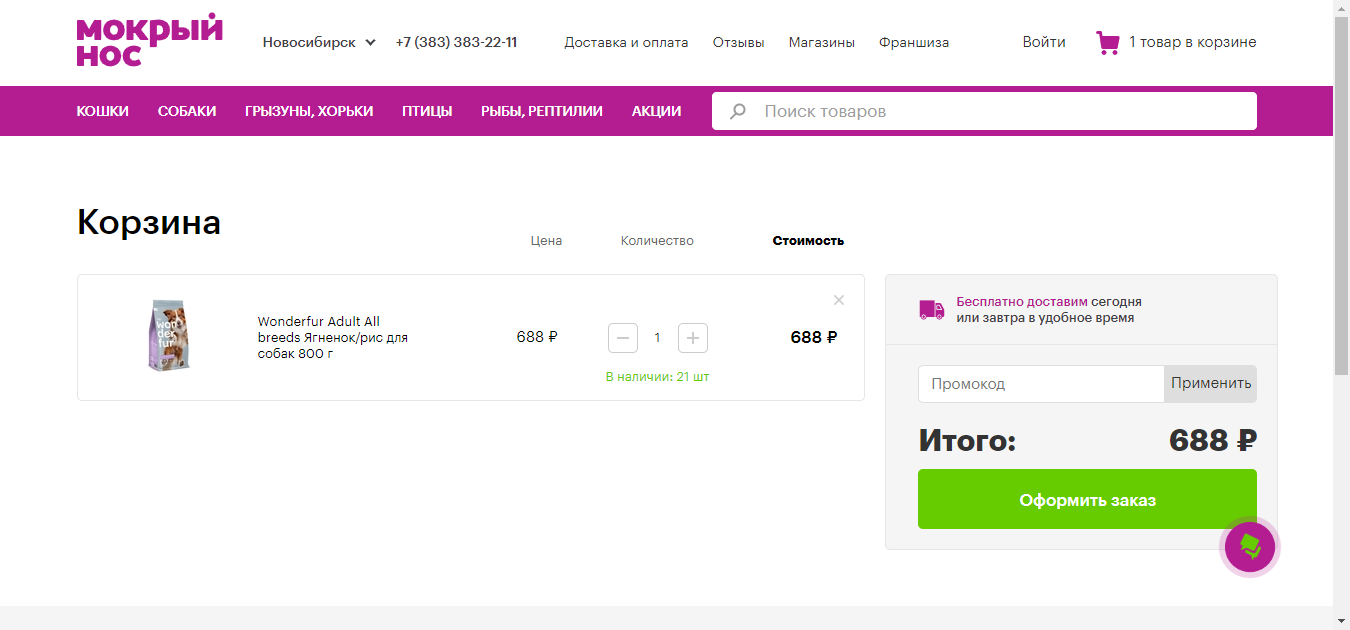 мокрый
нос
Новосибирск
+7 (383) 383-22-11
Доставка и оплата
Отзывы
Магазины
Франшиза
Войти
1 товар в корзине
КОШКИ
СОБАКИ
ГРЫЗУНЫ, ХОРЬКИ
ПТИЦЫ
РЫБЫ, РЕПТИЛИИ
АКЦИИ
Поиск товаров
Корзина
Цена
Количество
Стоимость
won
der
fur
Wonderfur Adult All
breeds Ягненок/рис для
собак 800 г
688 ₽
1
В наличии: 21 шт
688 ₽
Бесплатно доставим сегодня
или завтра в удобное время
Промокод
Применить
Итого:
688 ₽
Оформить заказ